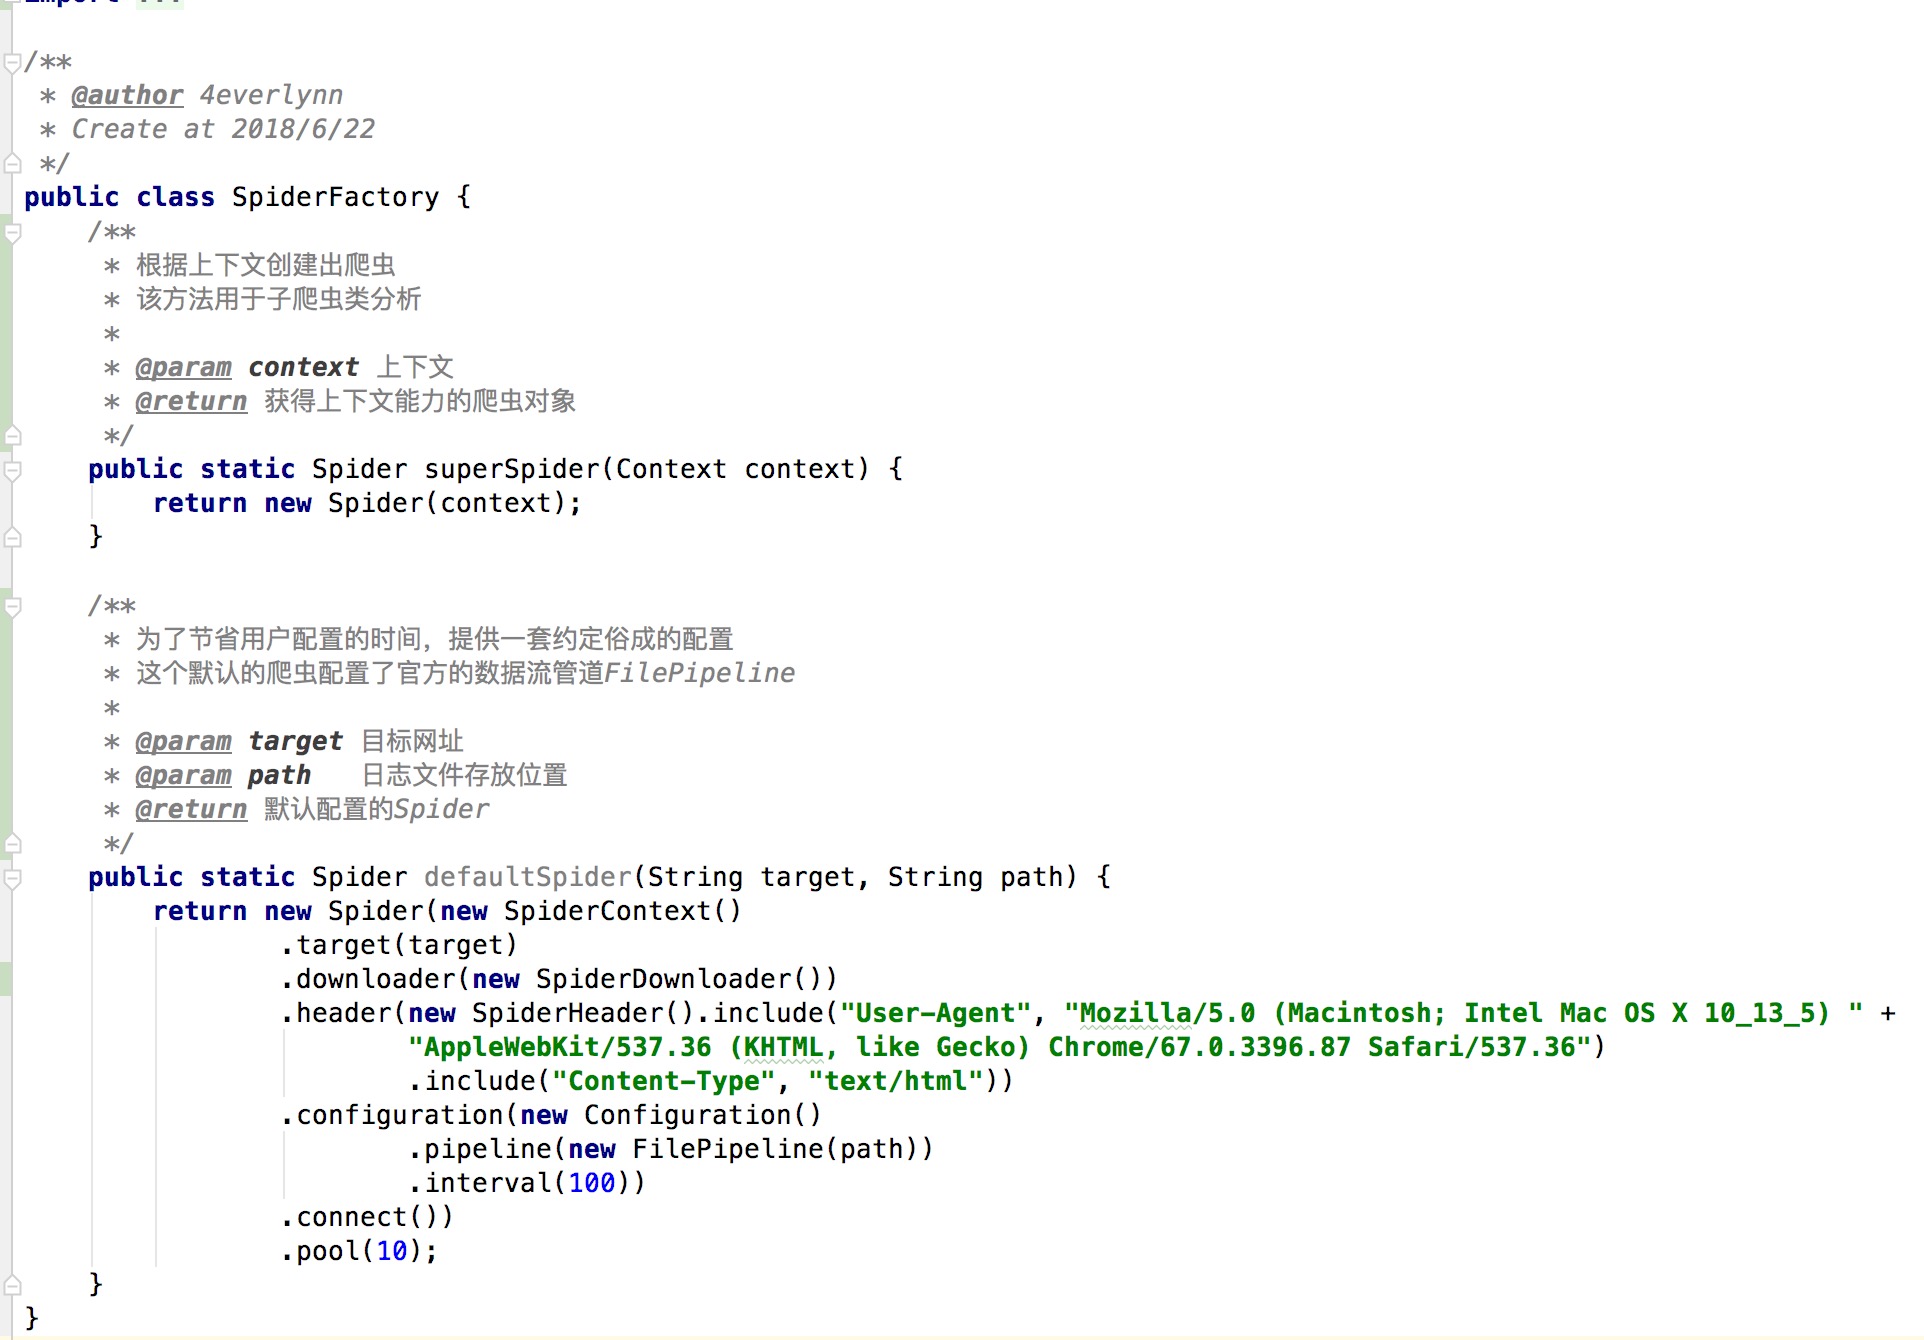 import ...
/**
 * @author 4everlynn
 * Create at 2018/6/22
 */
public class SpiderFactory {
    /**
     * 根据上下文创建出爬虫
     * 该方法用于子爬虫类分析
     *
     * @param context 上下文
     * @return 获得上下文能力的爬虫对象
     */
    public static Spider superSpider(Context context) {
        return new Spider(context);
    }
    /**
     * 为了节省用户配置的时间，提供一套约定俗成的配置
     * 这个默认的爬虫配置了官方的数据流管道FilePipeline
     *
     * @param target 目标网址
     * @param path   日志文件存放位置
     * @return 默认配置的Spider
     */
    public static Spider defaultSpider(String target, String path) {
        return new Spider(new SpiderContext()
                .target(target)
                .downloader(new SpiderDownloader())
                .header(new SpiderHeader().include("User-Agent", "Mozilla/5.0 (Macintosh; Intel Mac OS X 10_13_5) " +
                        "AppleWebKit/537.36 (KHTML, like Gecko) Chrome/67.0.3396.87 Safari/537.36")
                        .include("Content-Type", "text/html"))
                .configuration(new Configuration()
                        .pipeline(new FilePipeline(path))
                        .interval(100))
                .connect())
                .pool(10);
    }
}